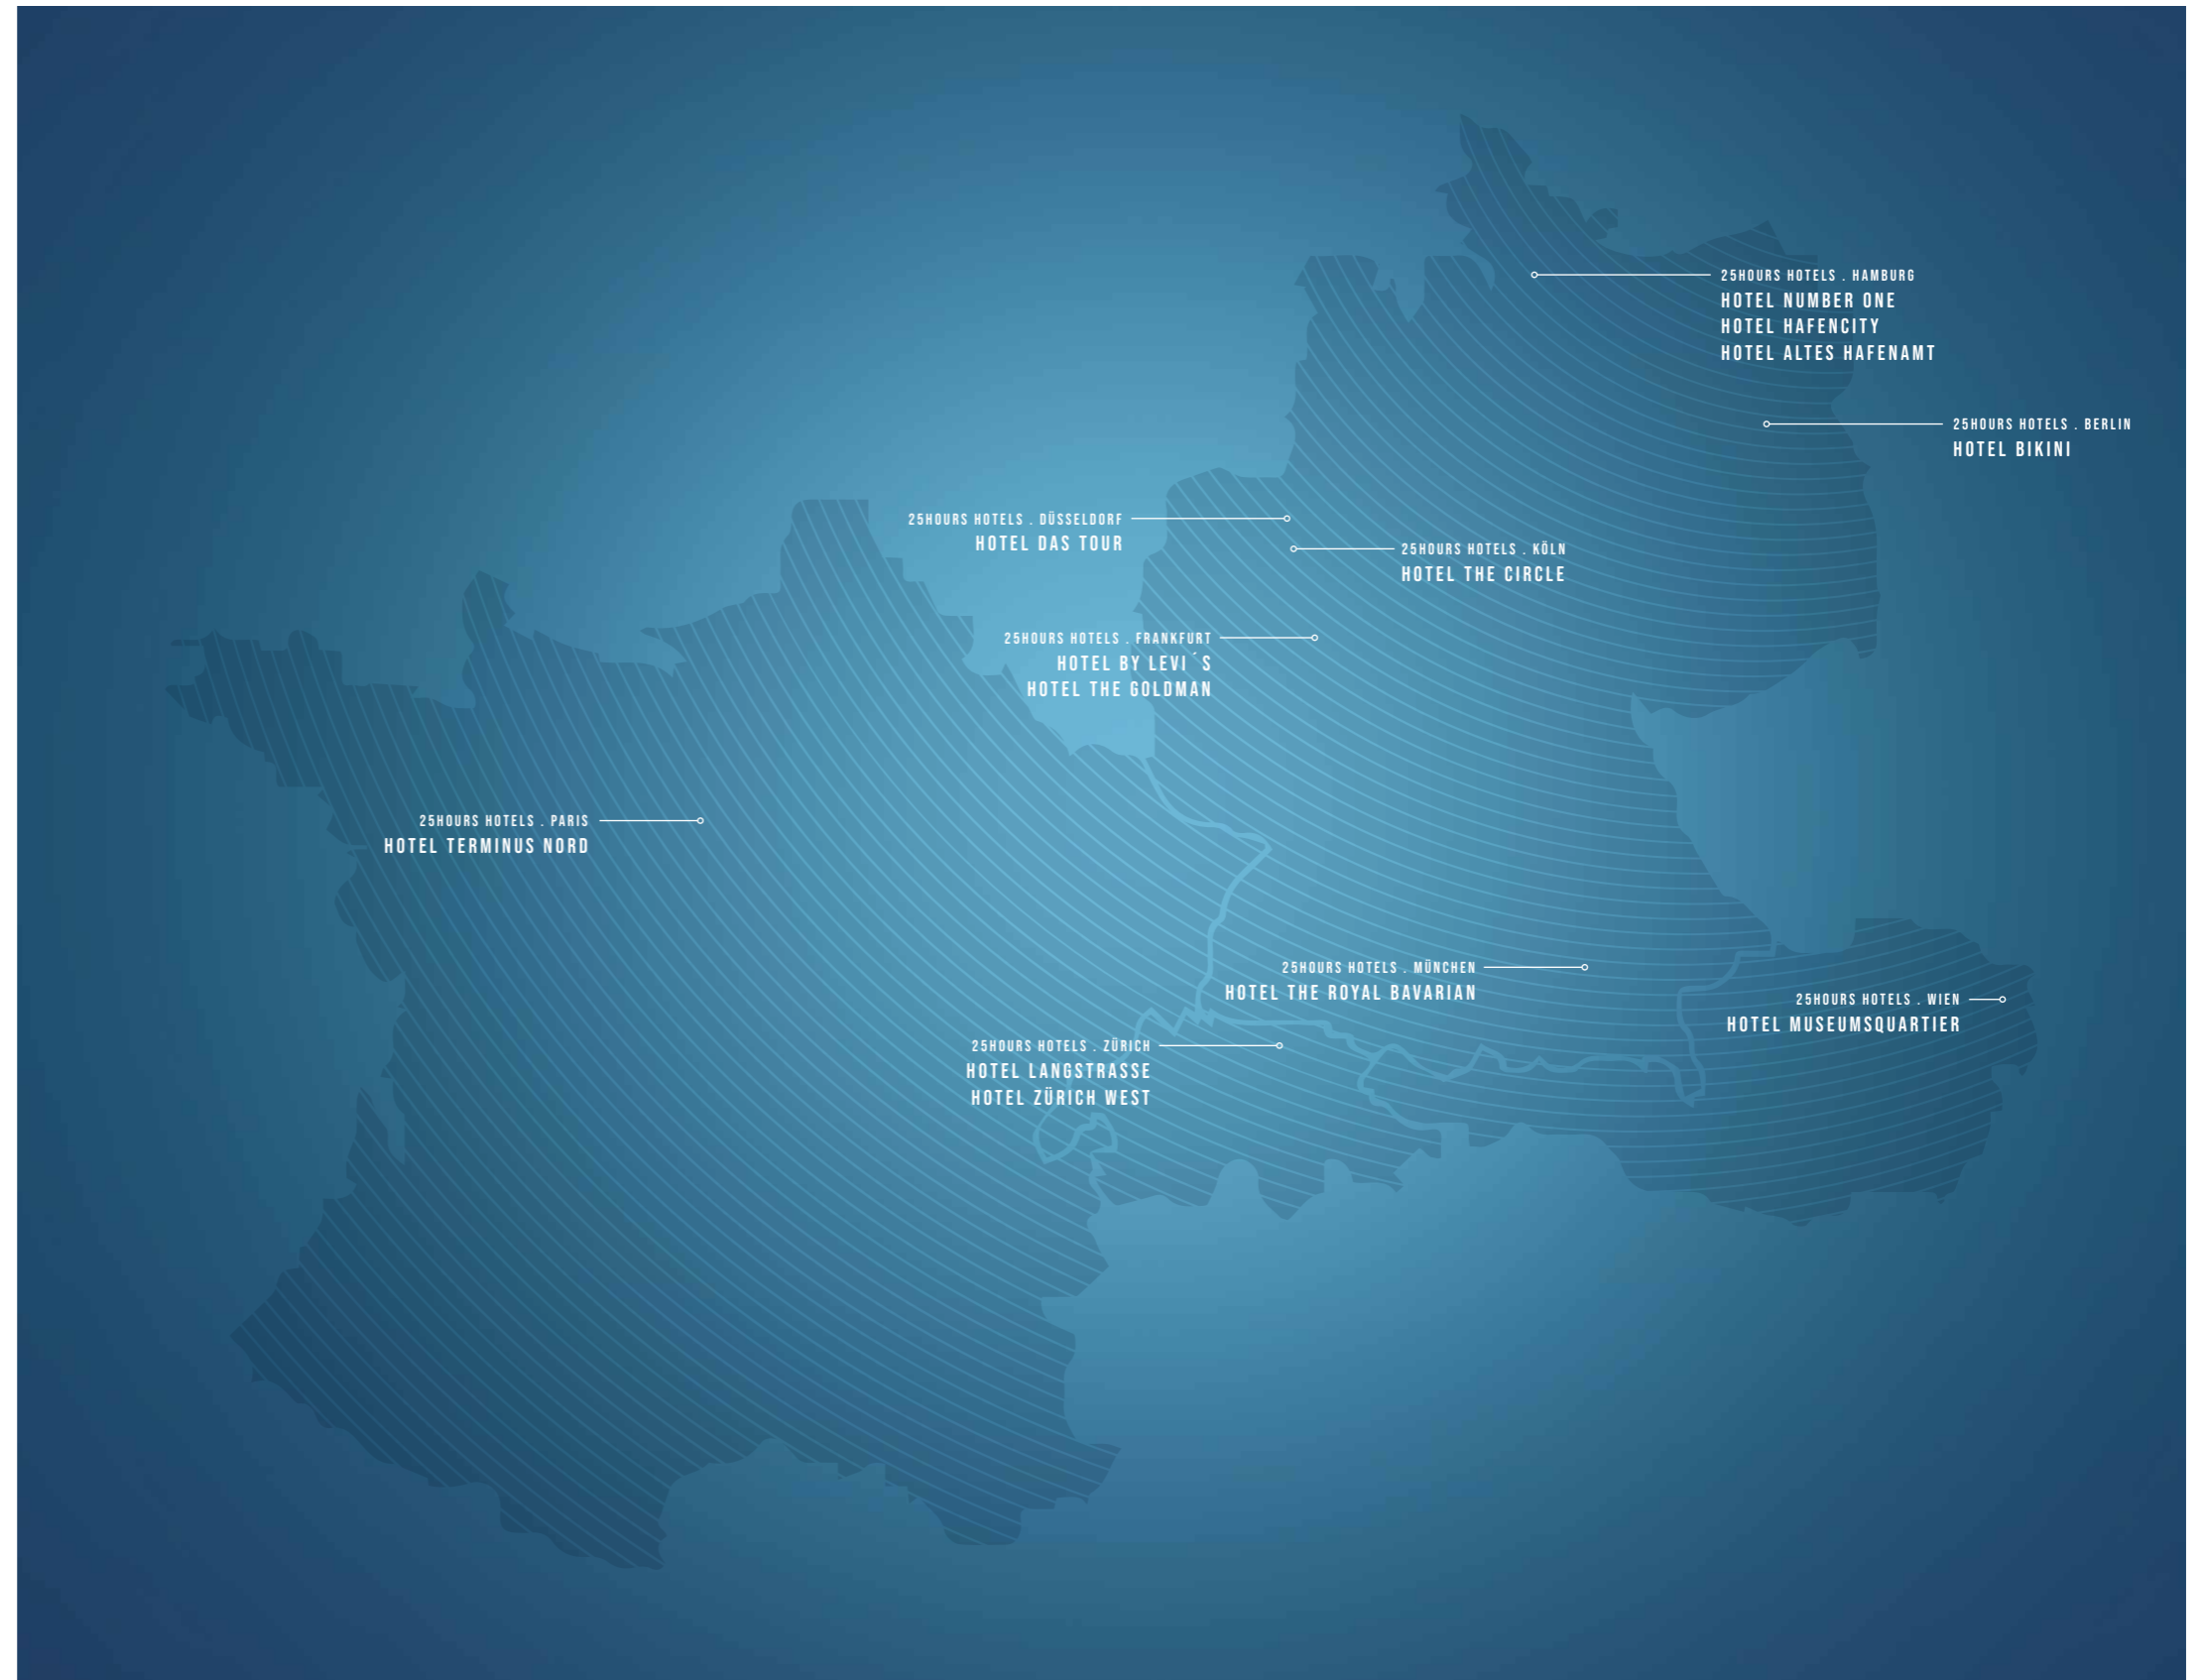 25HOURS HOTELS . HAMBURG
HOTEL NUMBER ONE
HOTEL HAFENCITY
HOTEL ALTES HAFENAMT
25HOURS HOTELS . BERLIN
HOTEL BIKINI
25HOURS HOTELS . DÜSSELDORF
HOTEL DAS TOUR
25HOURS HOTELS . KÖLN
HOTEL THE CIRCLE
25HOURS HOTELS . FRANKFURT
HOTEL BY LEVI´S
HOTEL THE GOLDMAN
25HOURS HOTELS . PARIS
HOTEL TERMINUS NORD
25HOURS HOTELS . MÜNCHEN
HOTEL THE ROYAL BAVARIAN
25HOURS HOTELS . WIEN
HOTEL MUSEUMSQUARTIER
25HOURS HOTELS . ZÜRICH
HOTEL LANGSTRASSE
HOTEL ZÜRICH WEST